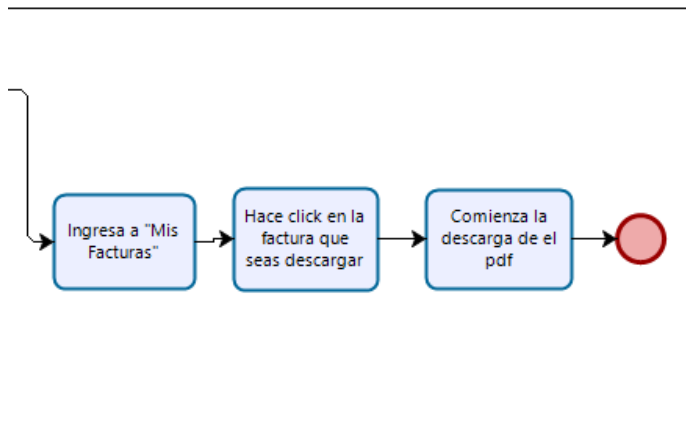 Ingresa a "Mis
Facturas"
Hace click en la
factura que
seas descargar
Comienza la
descarga de el
pdf